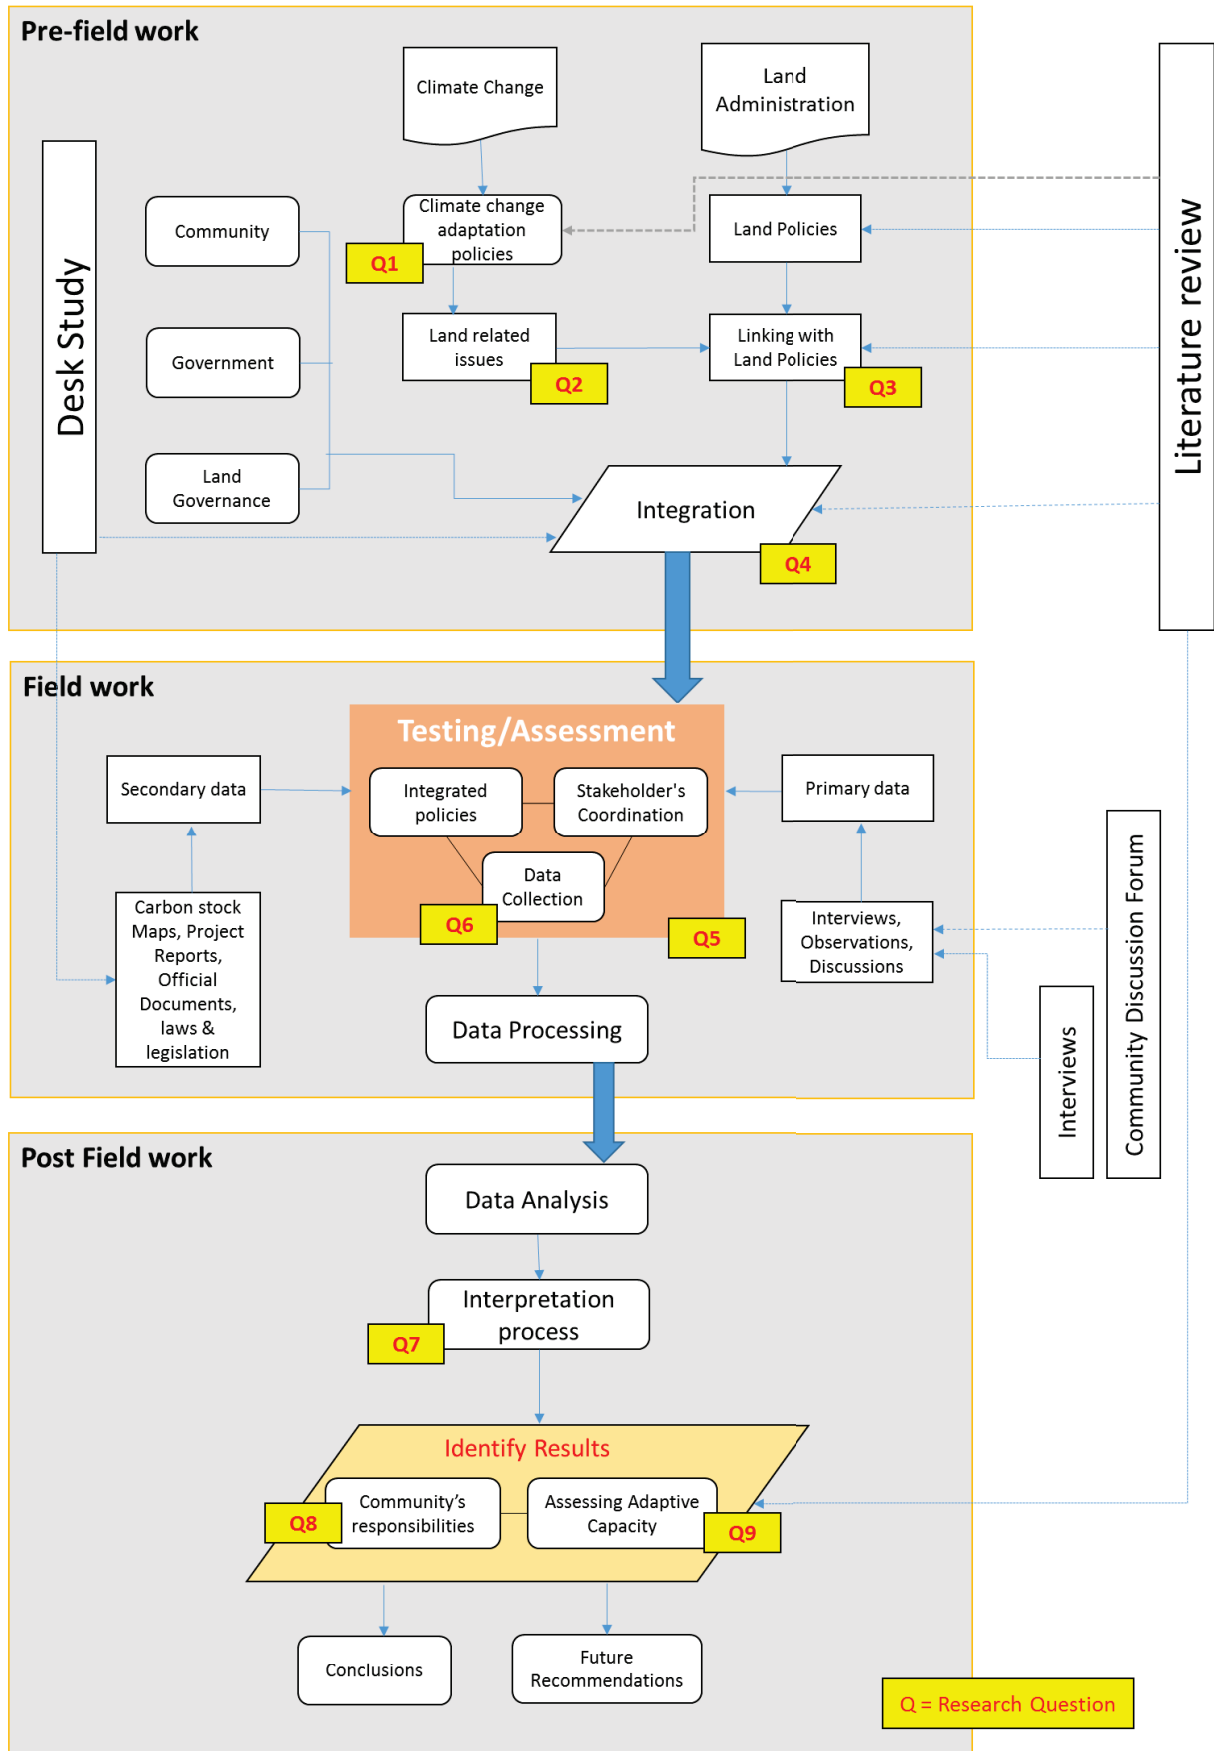 Pre-field work
Climate Change
Land
Administration
Literature review
Desk Study
Community
Climate change
adaptation
policies
Q1
Land Policies
Government
Land related
issues
Q2
Linking with
Land Policies
Q3
Land
Governance
Integration
Q4
Field work
Testing/Assessment
Secondary data
Integrated
policies
Stakeholder's
Coordination
Primary data
Data
Collection
Q6
Q5
Carbon stock
Maps, Project
Reports,
Official
Documents,
laws &
legislation
Interviews,
Observations,
Discussions
Community Discussion Forum
Interviews
Data Processing
Post Field work
Data Analysis
Interpretation
process
Q7
Identify Results
Community’s
responsibilities
Q8
Assessing Adaptive
Capacity
Q9
Conclusions
Future
Recommendations
Q = Research Question